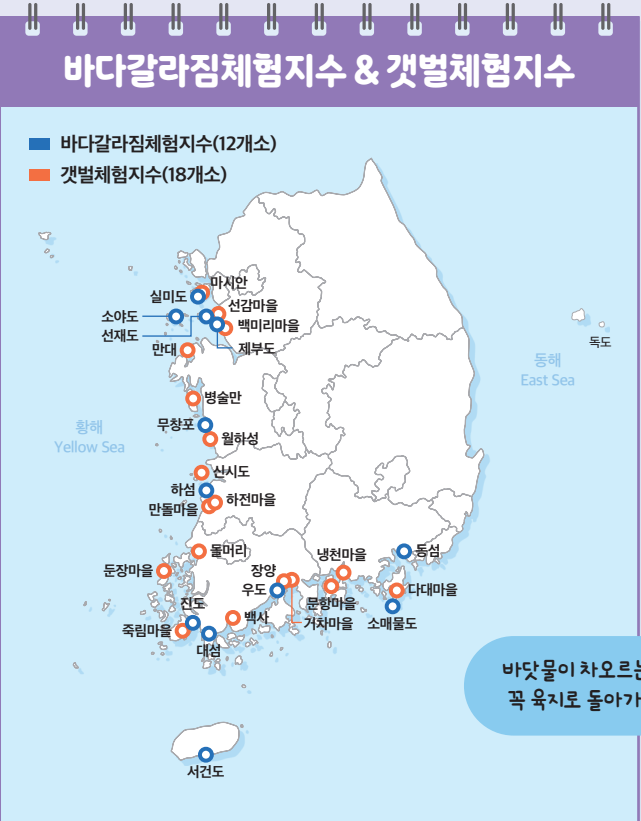 바다갈라짐체험지수 & 갯벌체험지수
바다갈라짐체험지수(12개소)
갯벌체험지수(18개소)
마시안
실미도
선감마을
소야도
백미리마을
선재도
제부도
만대
독도
동해
East Sea
병술만
무창포
황해
Yellow Sea
월하성
신시도
하섬
하전마을
만돌마을
돌머리
냉천마을
동섬
둔장마을
장양
우도
다대마을
진도
문항마을
백사
거차마을
소매물도
죽림마을
대섬
바닷물이 차오르는
꼭 육지로 돌아가
서건도